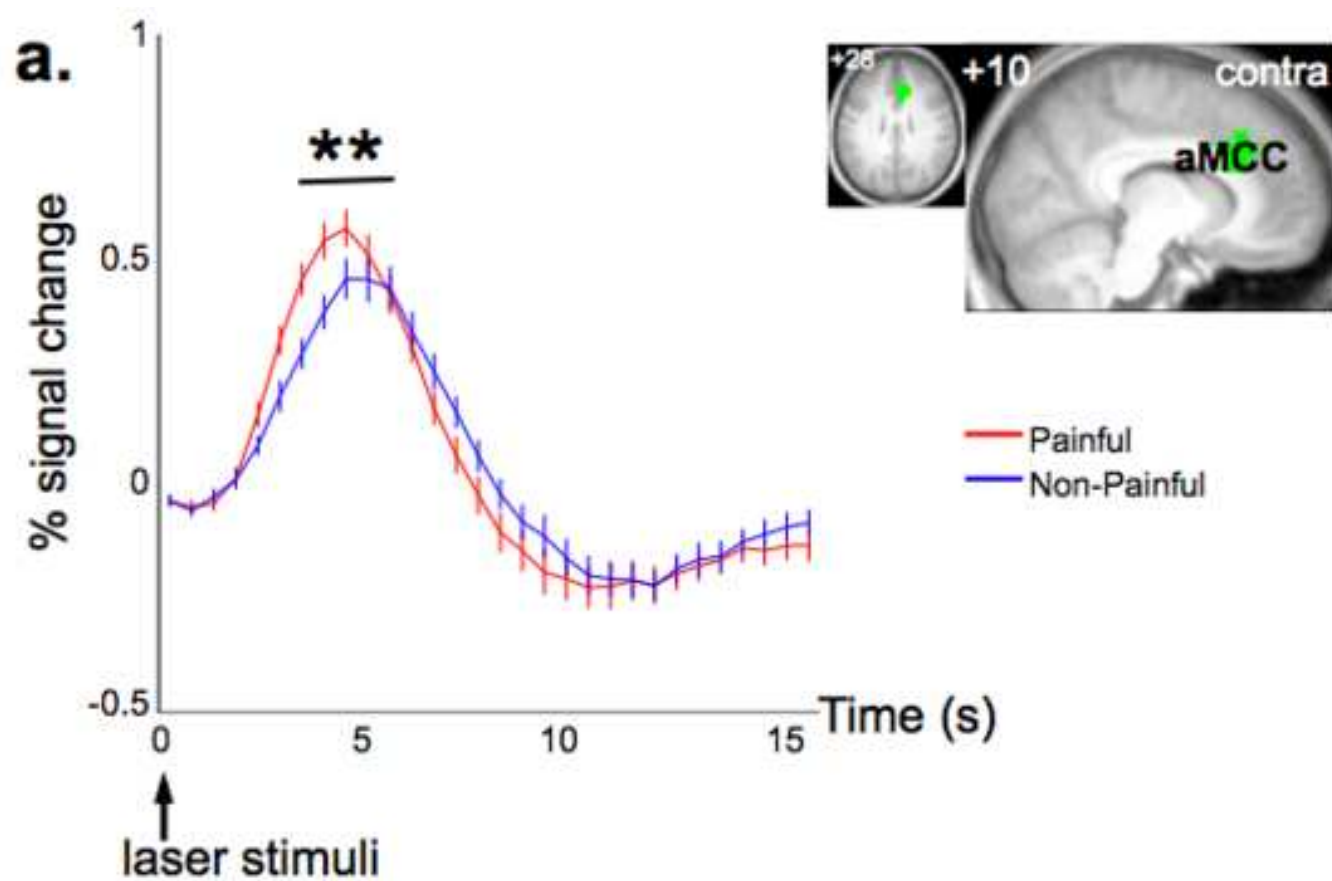 a.
1
0.5
0
-0.5
% signal change
**
+28
+10
contra
aMCC
Painful
Non-Painful
0 5 10 15
Time (s)
laser stimuli